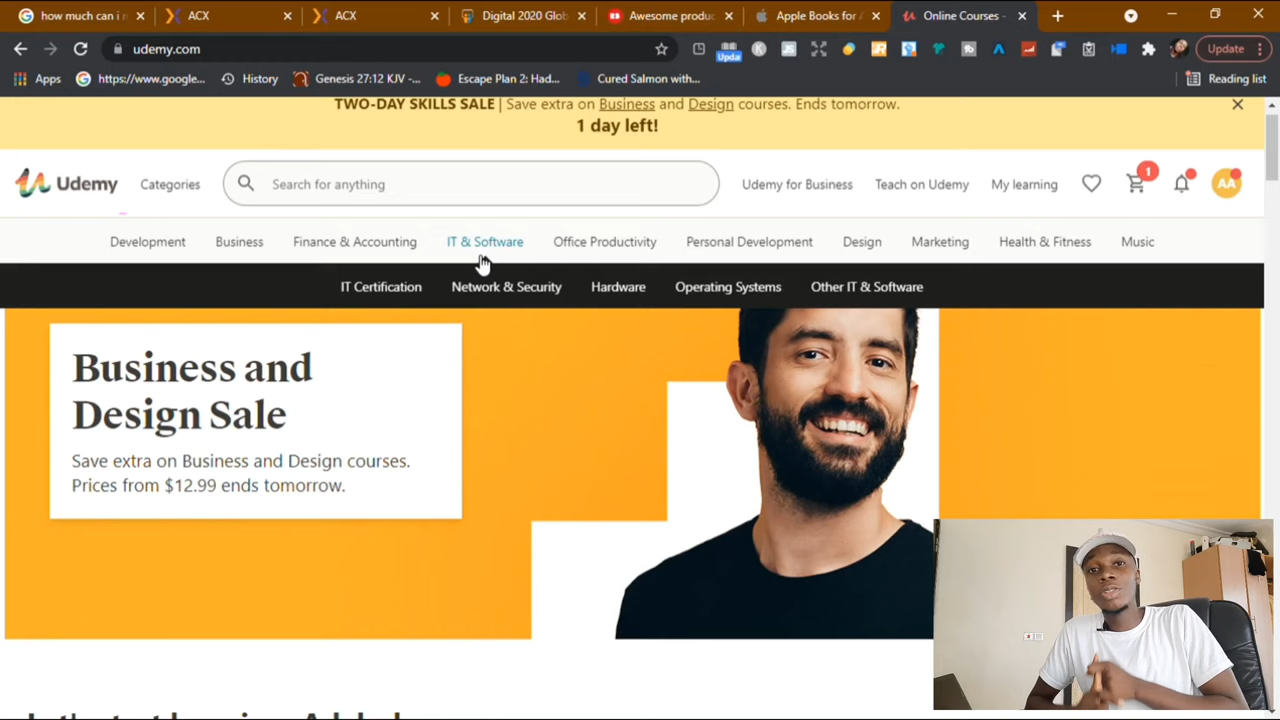 how much can i
ACX
ACX
Digital 2020 Glob
Awesome produc
Apple Books for A
Online Courses -
udemy.com
Upda
Update
Apps
https://www.google...
History
Genesis 27:12 KJV -...
Escape Plan 2: Had...
Cured Salmon with...
Reading list
TWO-DAY SKILLS SALE | Save extra on Business and Design courses. Ends tomorrow.
1 day left!
Udemy
Categories
Search for anything
Udemy for Business
Teach on Udemy
My learning
1
AA
Development
Business
Finance & Accounting
IT & Software
Office Productivity
Personal Development
Design
Marketing
Health & Fitness
Music
IT Certification
Network & Security
Hardware
Operating Systems
Other IT & Software
Business and
Design Sale
Save extra on Business and Design courses.
Prices from $12.99 ends tomorrow.